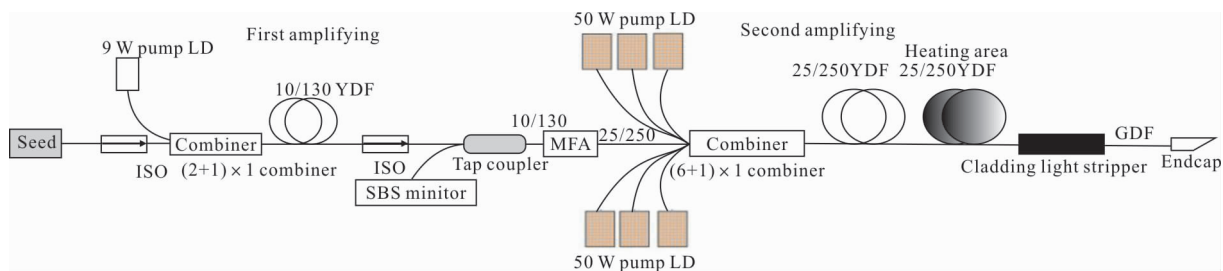 50 W pump LD
First amplifying
Second amplifying
9 W pump LD
Heating area
25/250YDF
25/250YDF
10/130 YDF
10/130
25/250
GDF
Seed
Combiner
MFA
Combiner
ISO
(2+1) × 1 combiner
ISO
Tap coupler
(6+1) × 1 combiner
Cladding light stripper
Endcap
SBS minitor
50 W pump LD